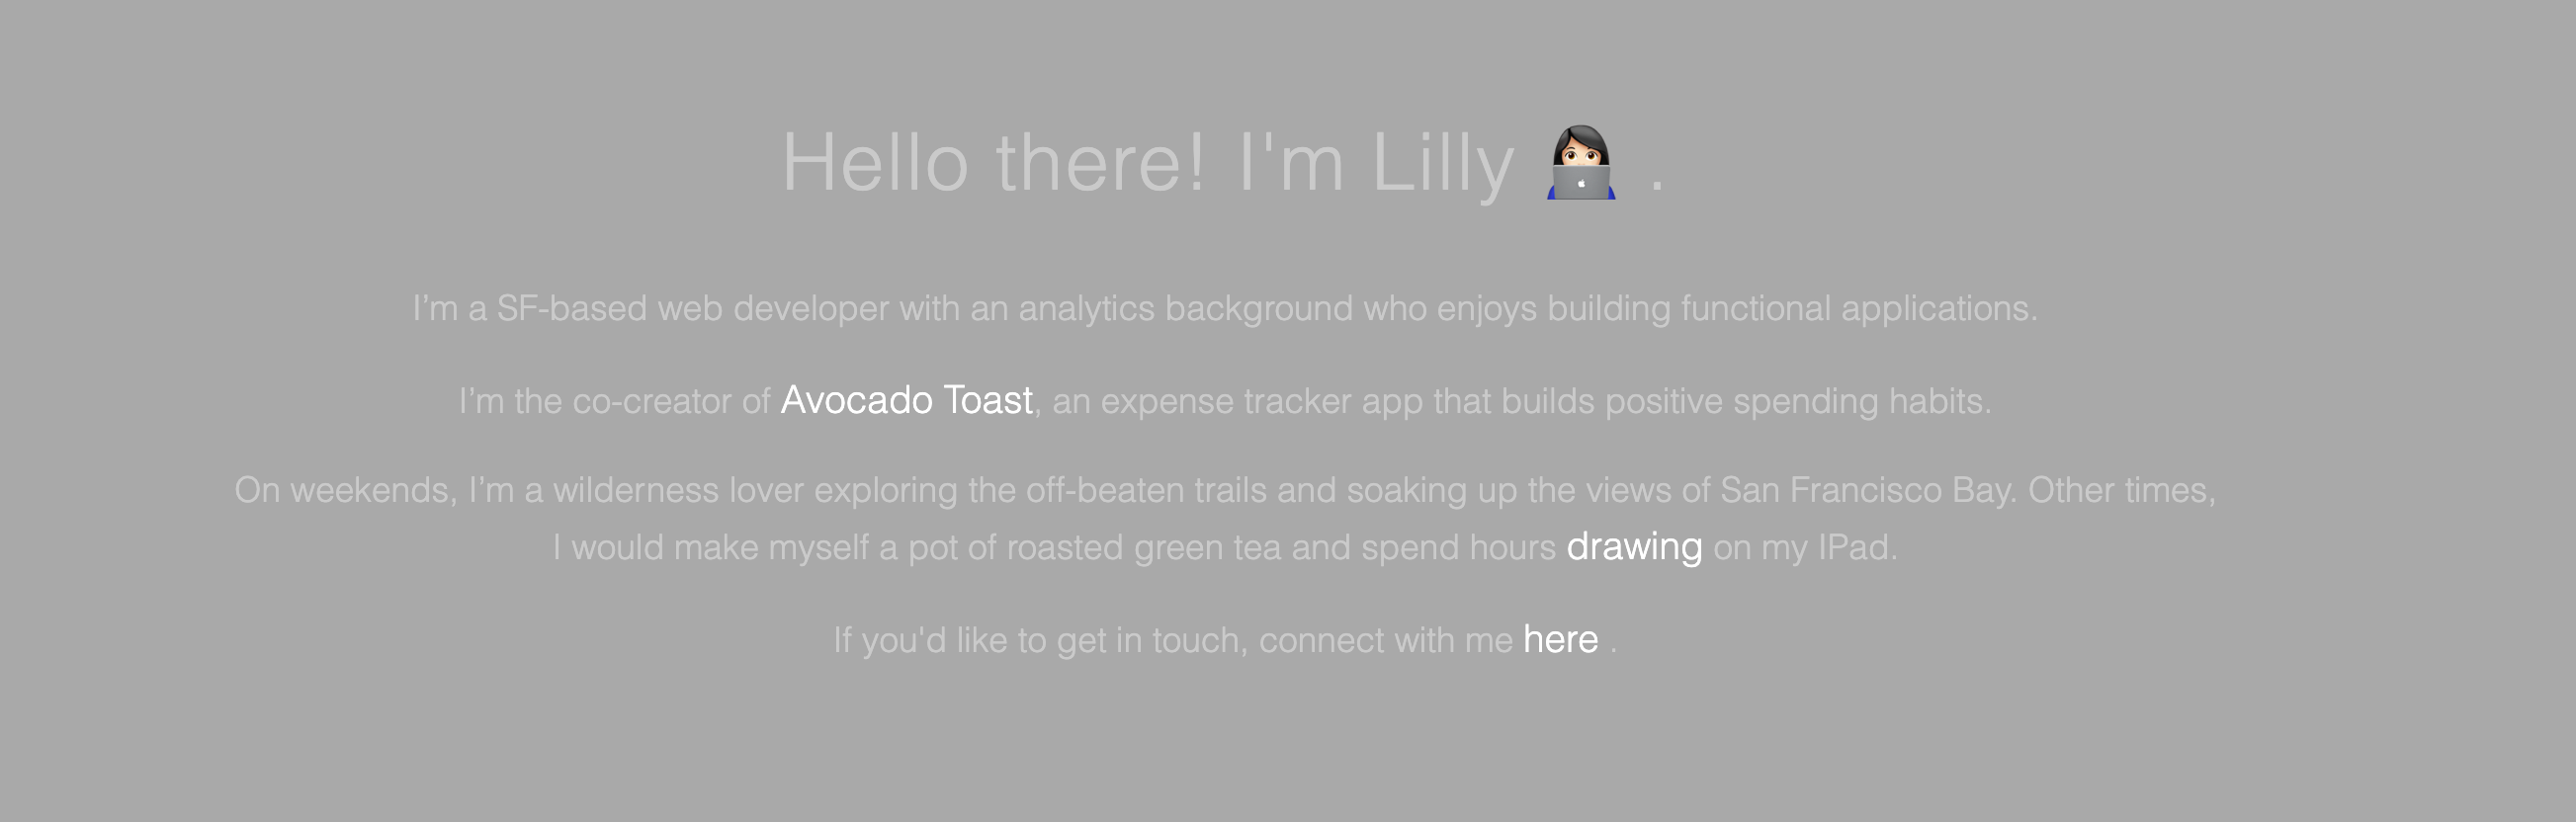 Hello there! I'm Lilly 👩🏻‍💻 .
I’m a SF-based web developer with an analytics background who enjoys building functional applications.
I’m the co-creator of Avocado Toast, an expense tracker app that builds positive spending habits.
On weekends, I’m a wilderness lover exploring the off-beaten trails and soaking up the views of San Francisco Bay. Other times,
I would make myself a pot of roasted green tea and spend hours drawing on my IPad.
If you'd like to get in touch, connect with me here .